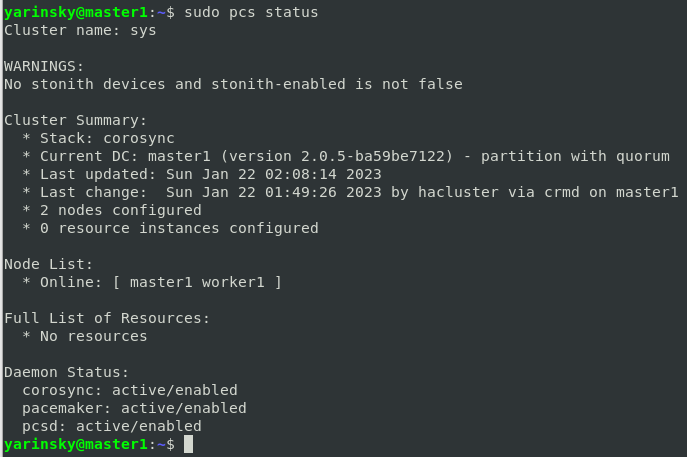 yarinsky@master1:~$ sudo pcs status
Cluster name: sys
WARNINGS:
No stonith devices and stonith-enabled is not false
Cluster Summary:
* Stack: corosync
* Current DC: master1 (version 2.0.5-ba59be7122) - partition with quorum
* Last updated: Sun Jan 22 02:08:14 2023
* Last change:  Sun Jan 22 01:49:26 2023 by hacluster via crmd on master1
* 2 nodes configured
* 0 resource instances configured
Node List:
* Online: [ master1 worker1 ]
Full List of Resources:
* No resources
Daemon Status:
corosync: active/enabled
pacemaker: active/enabled
pcsd: active/enabled
yarinsky@master1:~$